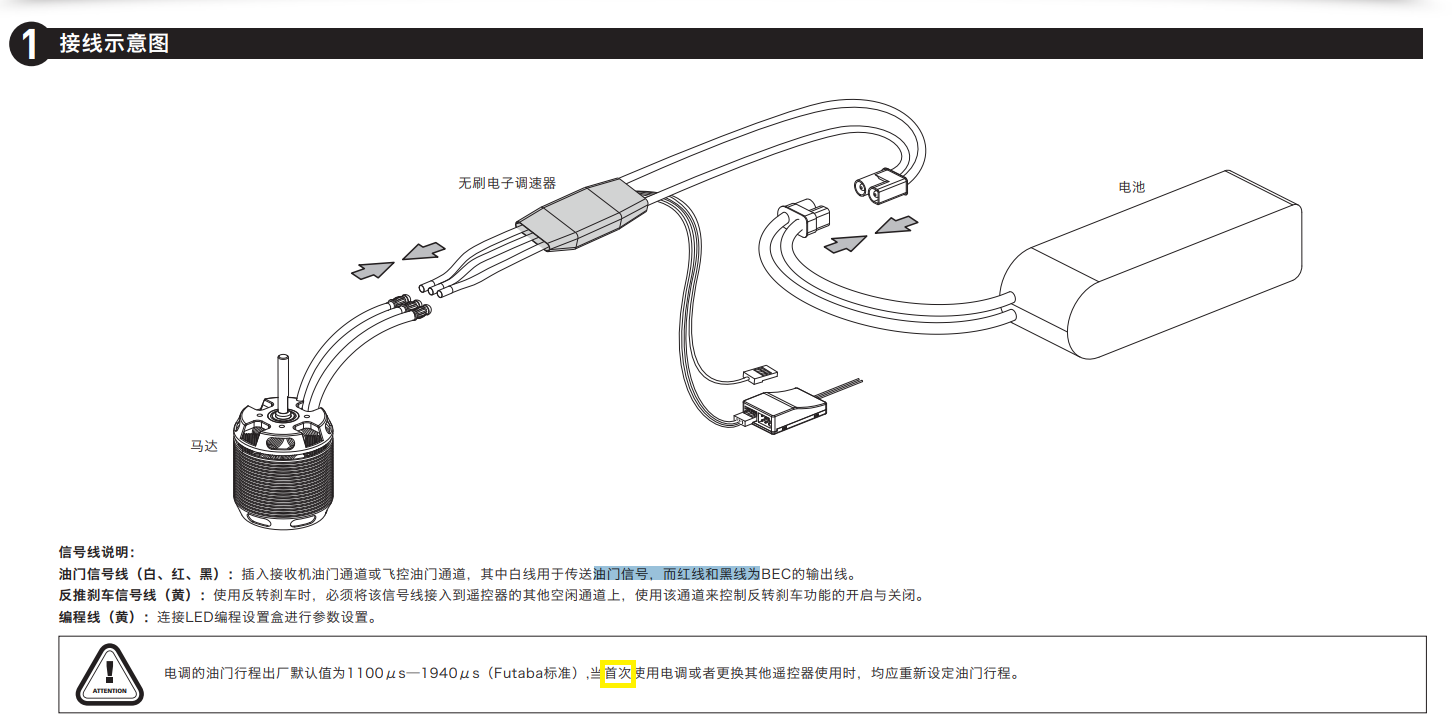 1 接线示意图
无刷电子调速器
电池
马达
信号线说明：
油门信号线（白、红、黑）：插入接收机油门通道或飞控油门通道，其中白线用于传送油门信号，而红线和黑线为BEC的输出线。
反推刹车信号线（黄）：使用反转刹车时，必须将该信号线接入到遥控器的其他空闲通道上，使用该通道来控制反转刹车功能的开启与关闭。
编程线（黄）：连接LED编程设置盒进行参数设置。
电调的油门行程出厂默认值为1100μs—1940μs（Futaba标准）,当首次使用电调或者更换其他遥控器使用时，均应重新设定油门行程。
ATTENTION